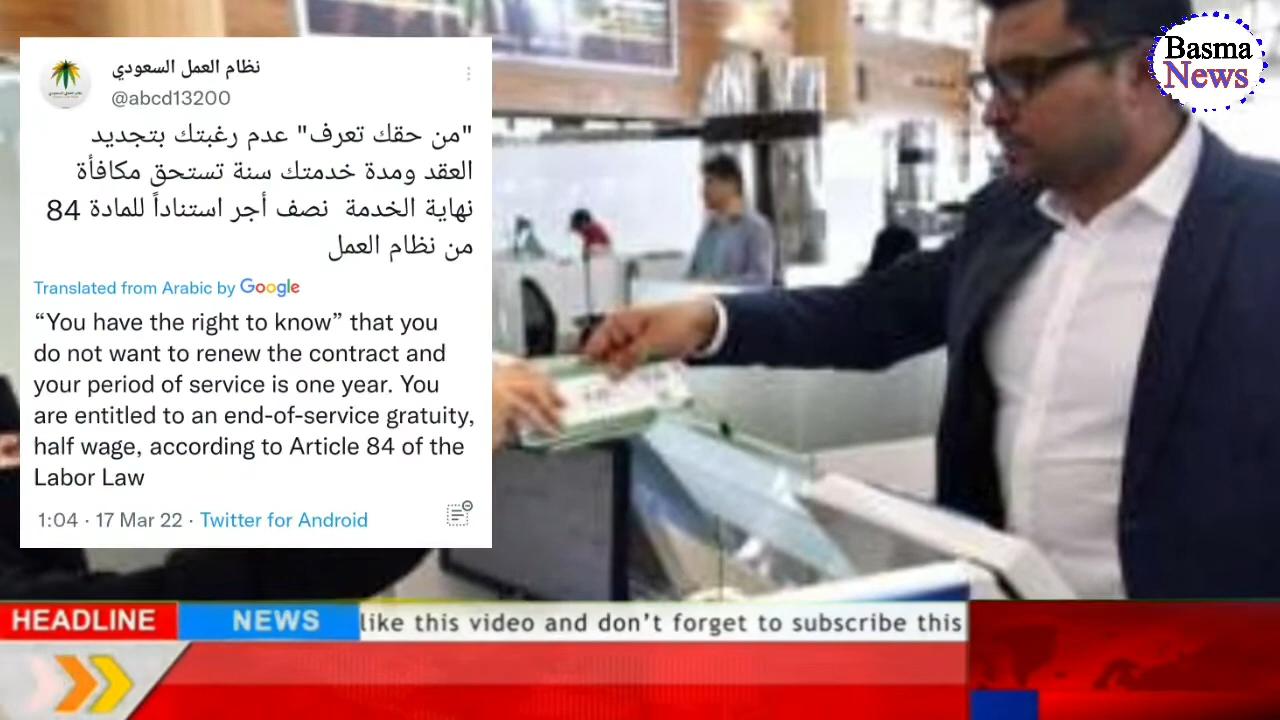 Basma
News
نظام العمل السعودي
@abcd13200
"من حقك تعرف" عدم رغبتك بتجديد
العقد ومدة خدمتك سنة تستحق مكافأة
نهاية الخدمة نصف أجر استناداً للمادة 84
من نظام العمل
Translated from Arabic by Google
“You have the right to know” that you
do not want to renew the contract and
your period of service is one year. You
are entitled to an end-of-service gratuity,
half wage, according to Article 84 of the
Labor Law
1:04 · 17 Mar 22 · Twitter for Android
HEADLINE NEWS like this video and don’t forget to subscribe this